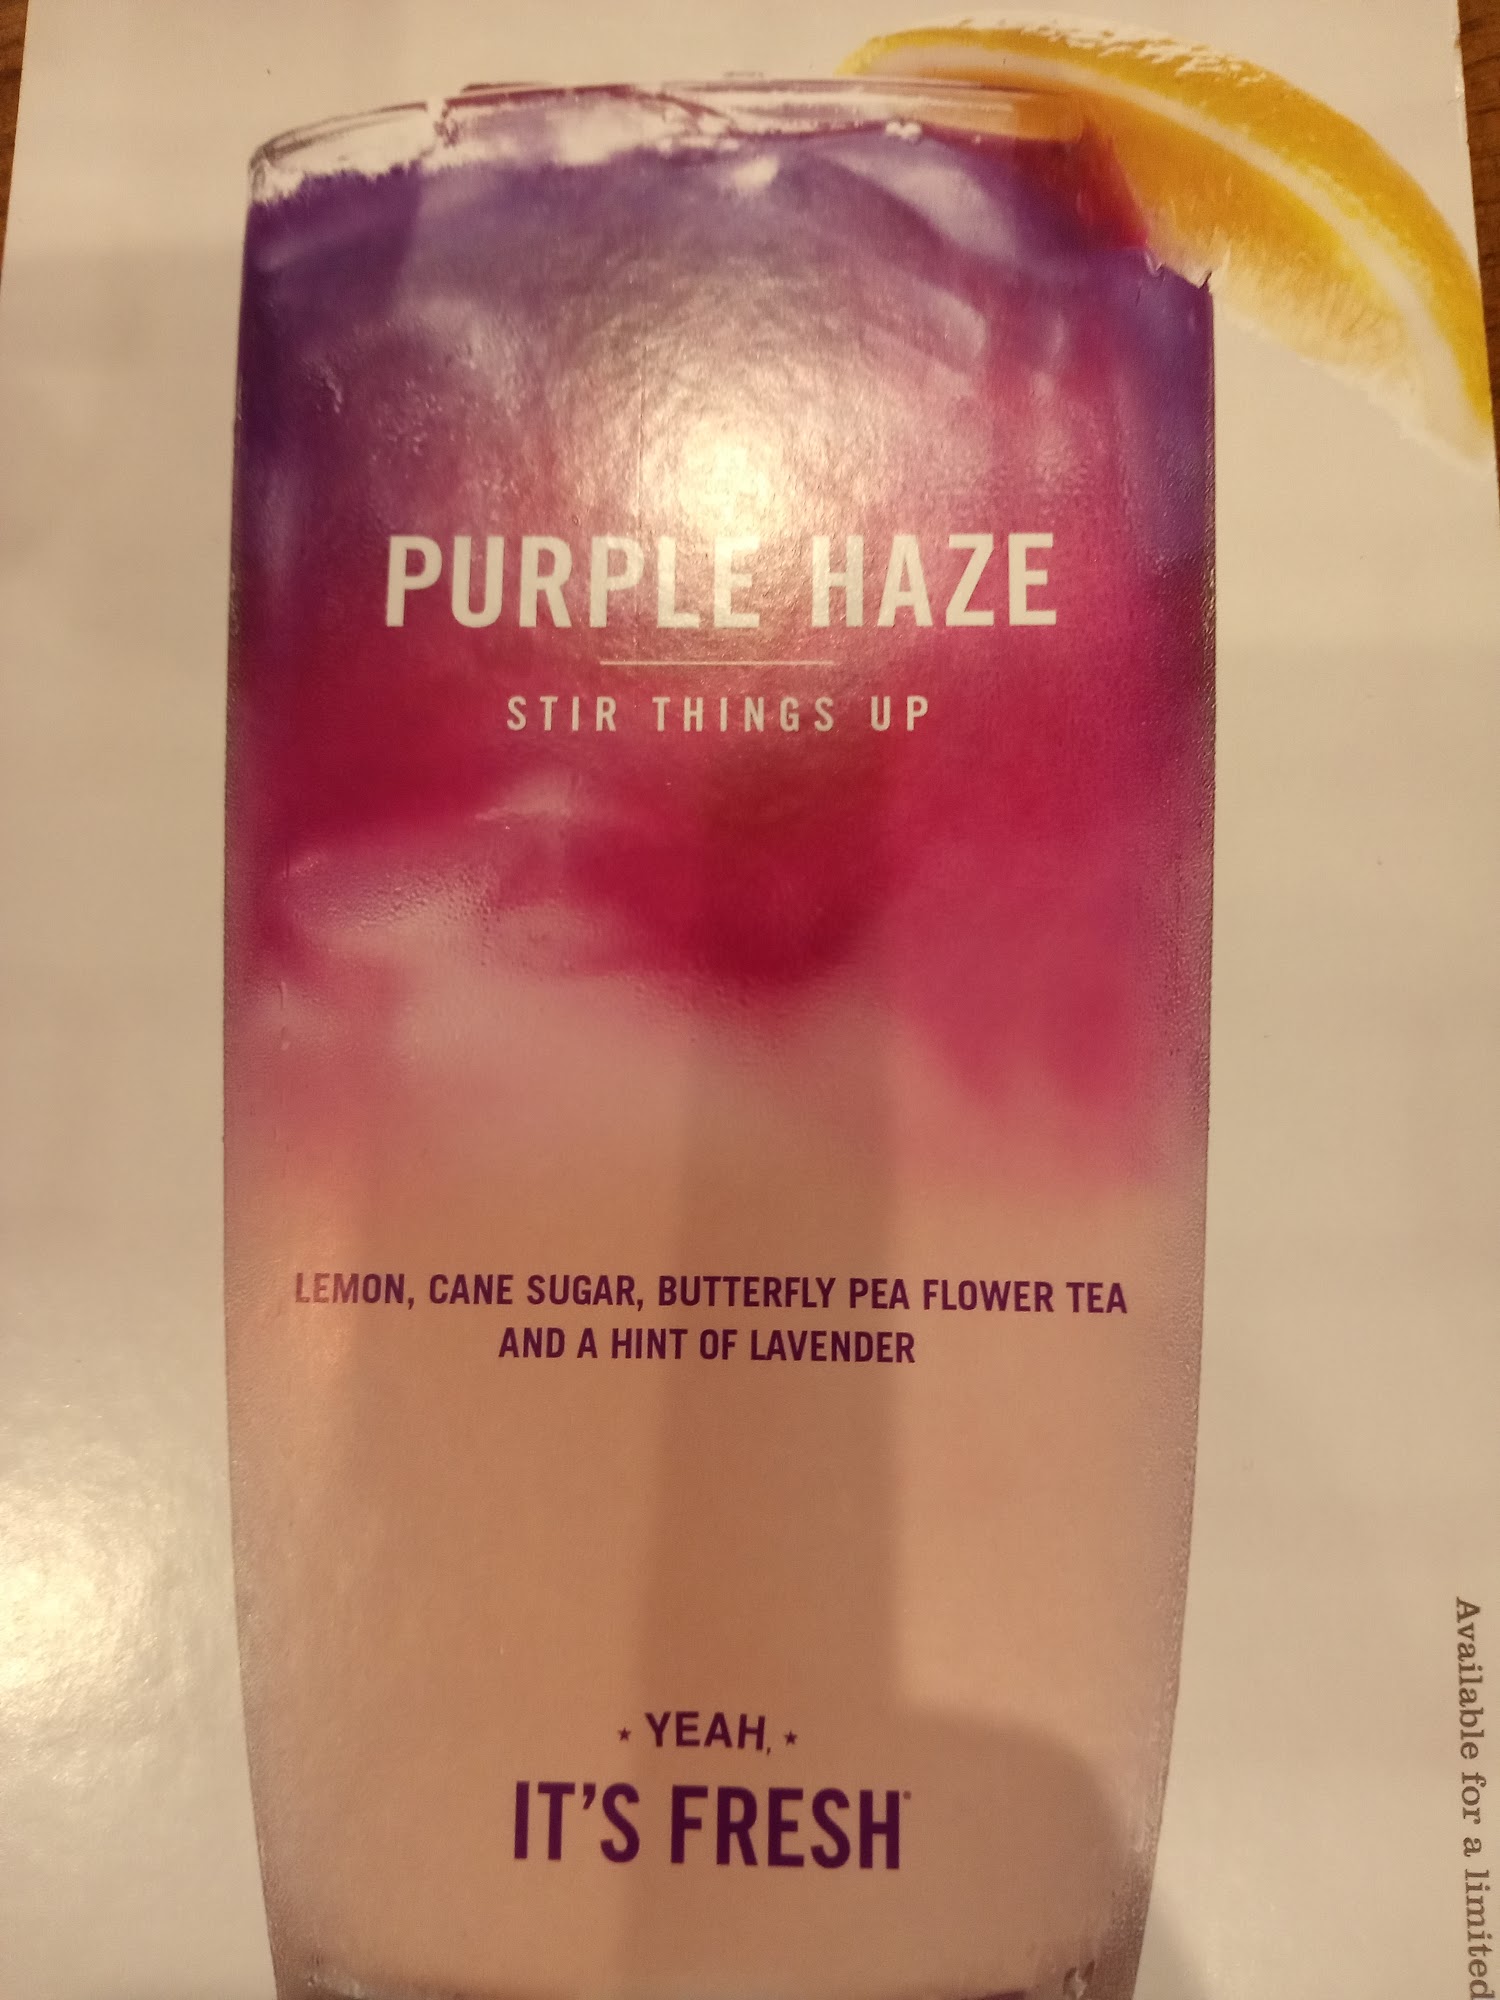 PURPLE HAZE
STIR THINGS UP
LEMON, CANE SUGAR, BUTTERFLY PEA FLOWER TEA
AND A HINT OF LAVENDER
★ YEAH, ★
IT'S FRESH®
Available for a limited